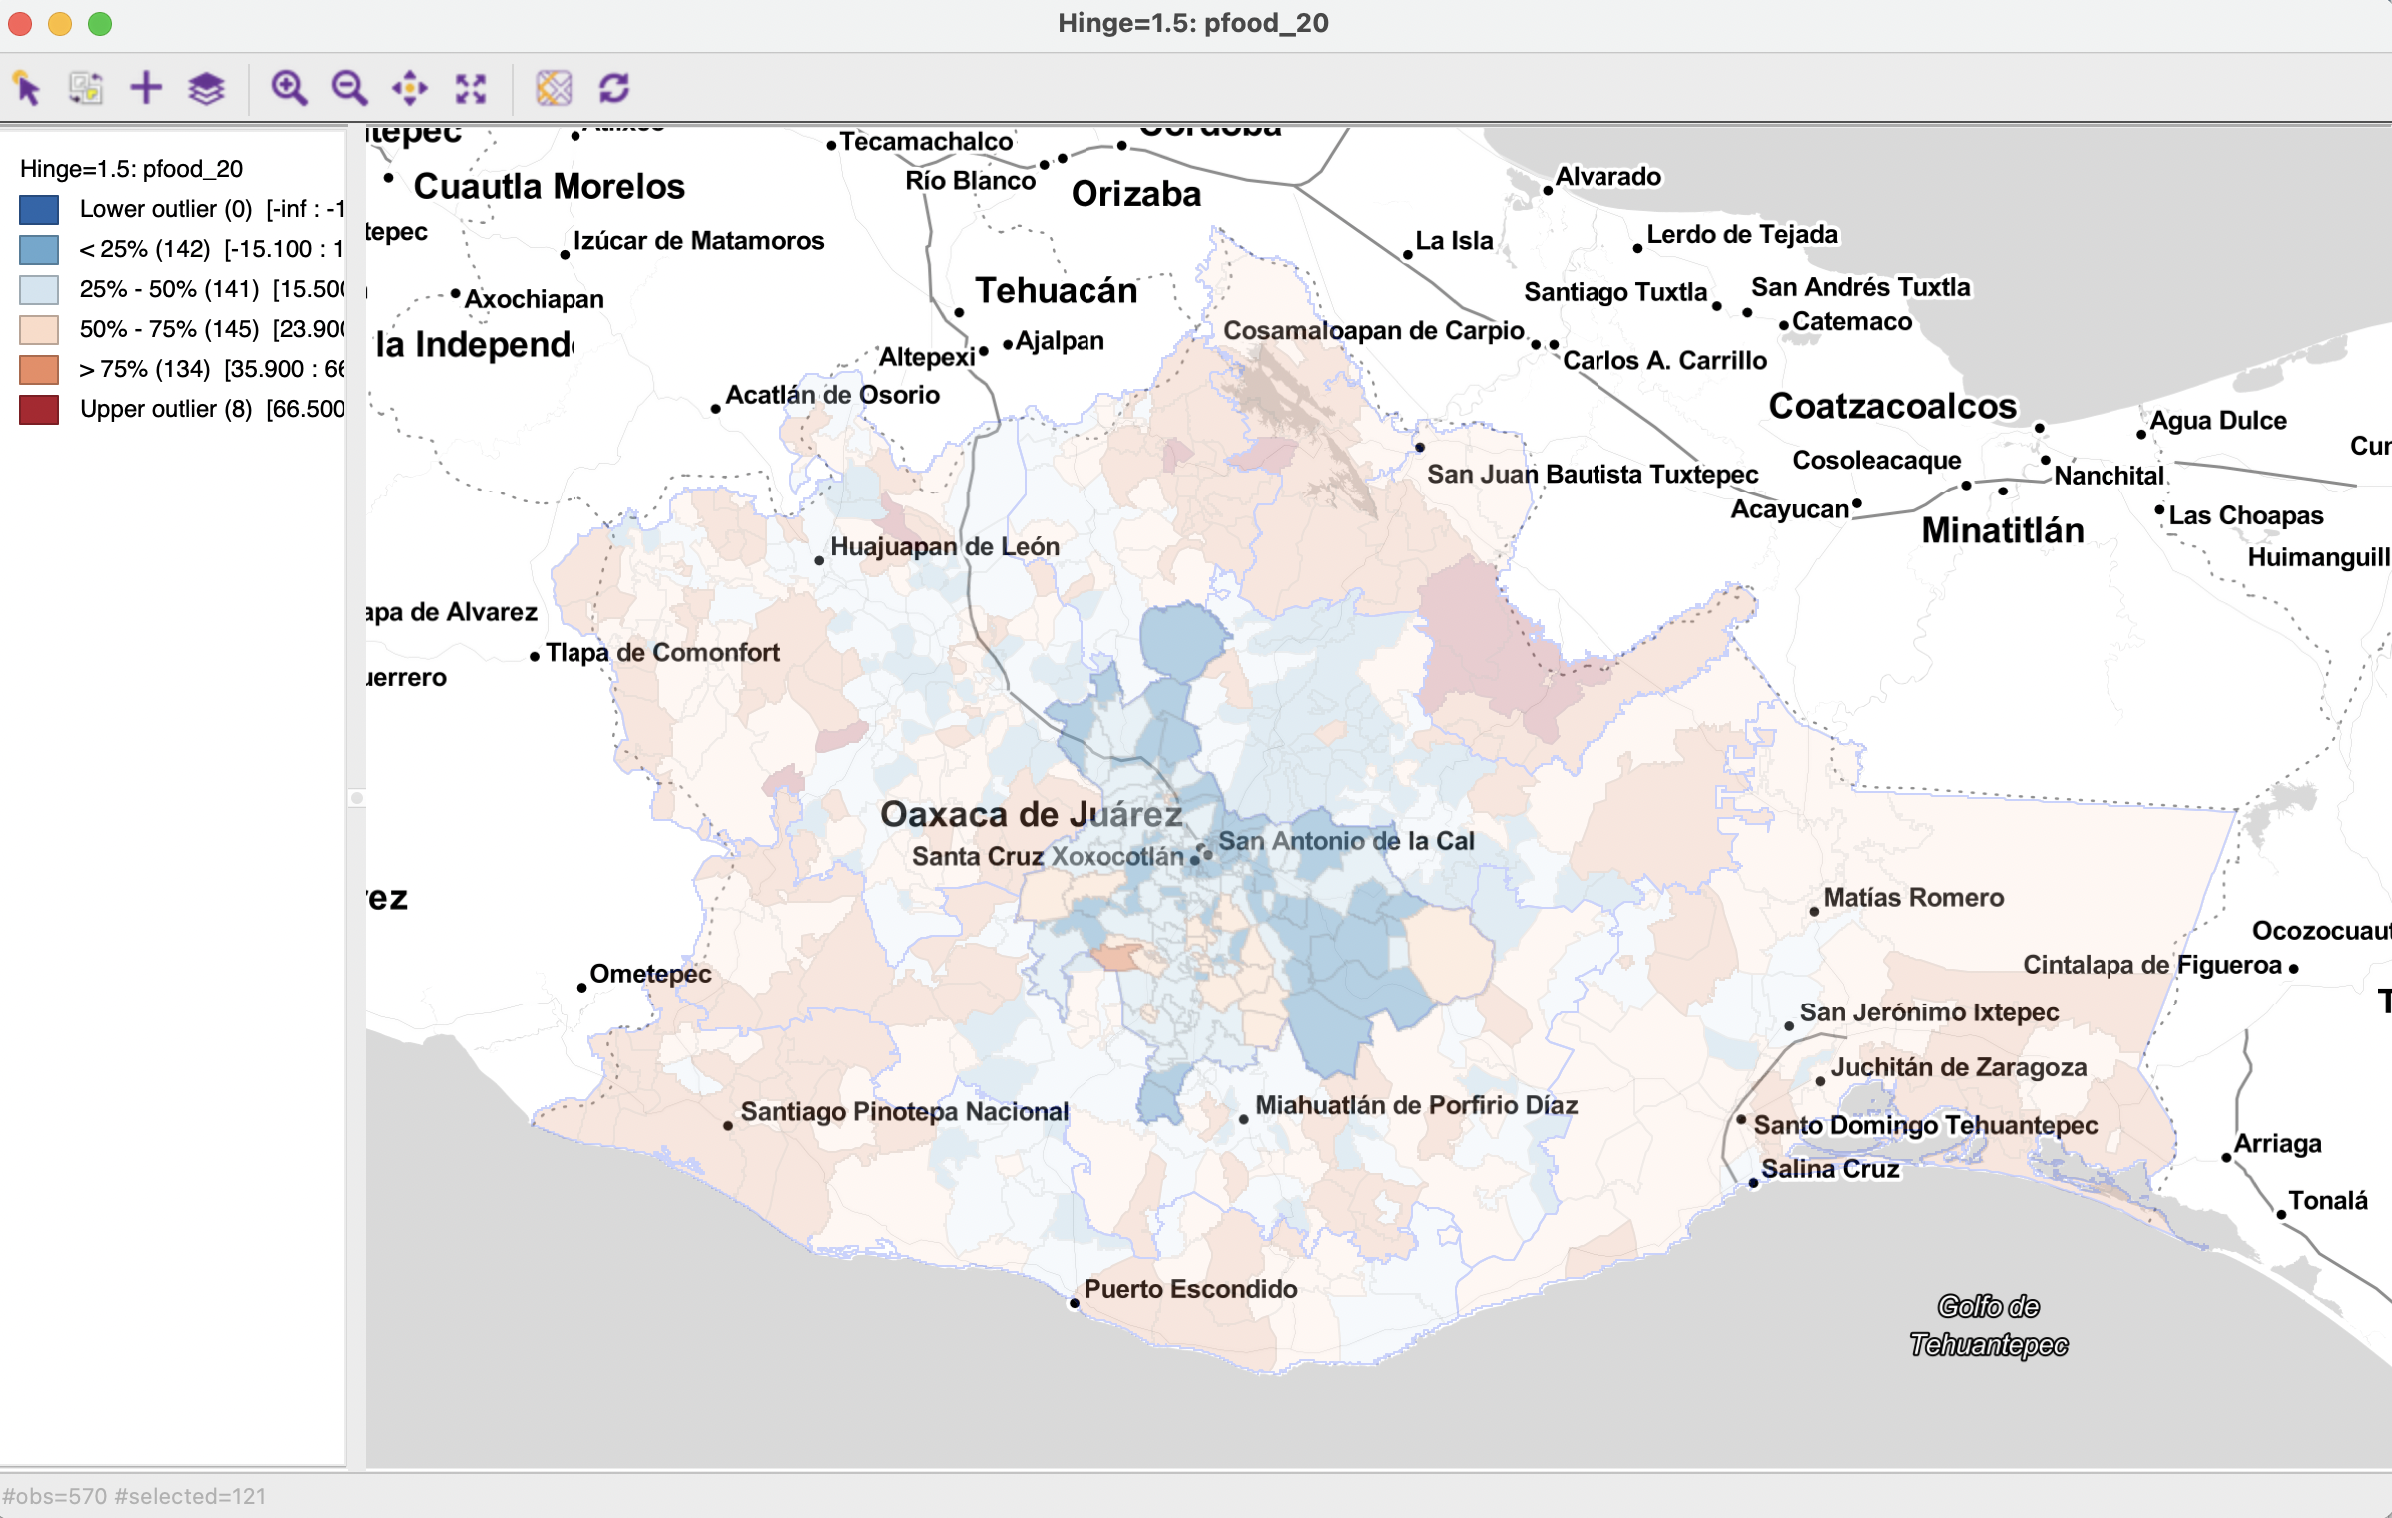 Hinge=1.5: pfood_20
Hinge=1.5: pfood_20
Lower outlier (0) [-inf : -1
< 25% (142) [-15.100 : 1
25% - 50% (141) [15.500
50% - 75% (145) [23.900
> 75% (134) [35.900 : 66
Upper outlier (8) [66.500
Tecamachalco
Cuautla Morelos
Río Blanco
Orizaba
Alvarado
tepec
Izúcar de Matamoros
La Isla
Lerdo de Tejada
Axochiapan
Tehuacán
Santiago Tuxtla
San Andrés Tuxtla
Catemaco
la Independ
Altepexi
Ajalpan
Cosamaloapan de Carpio
Carlos A. Carrillo
Acatlán de Osorio
Coatzacoalcos
Agua Dulce
Cosoleacaque
San Juan Bautista Tuxtepec
Nanchital
Acayucan
Minatitlán
Las Choapas
Huajuapan de León
Huimanguill
apa de Alvarez
Tlapa de Comonfort
uerrero
Oaxaca de Juárez
San Antonio de la Cal
Santa Cruz Xoxocotlán
rez
Matías Romero
Ocozocuaut
Ometepec
Cintalapa de Figueroa
San Jerónimo Ixtepec
Juchitán de Zaragoza
Santiago Pinotepa Nacional
Miahuatlán de Porfirio Díaz
Santo Domingo Tehuantepec
Arriaga
Salina Cruz
Tonalá
Puerto Escondido
Golfo de
Tehuantepec
#obs=570 #selected=121